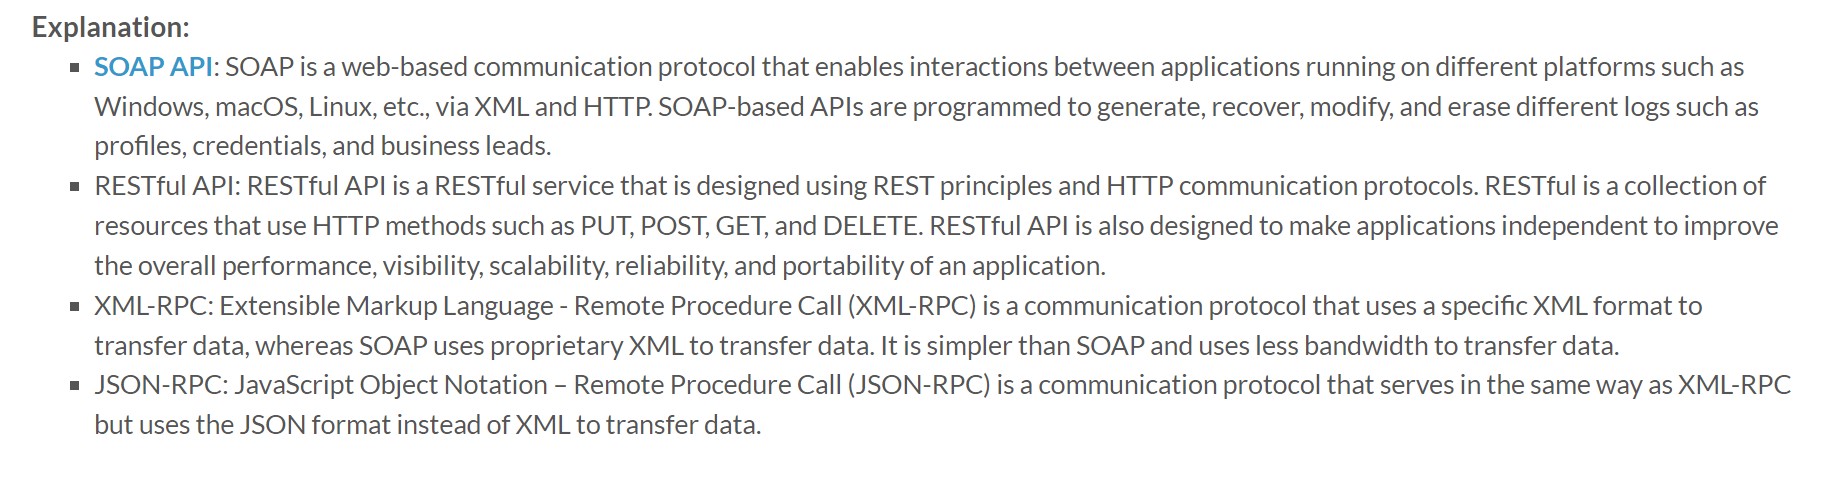 Explanation:
▪ SOAP API: SOAP is a web-based communication protocol that enables interactions between applications running on different platforms such as
Windows, macOS, Linux, etc., via XML and HTTP. SOAP-based APIs are programmed to generate, recover, modify, and erase different logs such as
profiles, credentials, and business leads.
▪ RESTful API: RESTful API is a RESTful service that is designed using REST principles and HTTP communication protocols. RESTful is a collection of
resources that use HTTP methods such as PUT, POST, GET, and DELETE. RESTful API is also designed to make applications independent to improve
the overall performance, visibility, scalability, reliability, and portability of an application.
▪ XML-RPC: Extensible Markup Language - Remote Procedure Call (XML-RPC) is a communication protocol that uses a specific XML format to
transfer data, whereas SOAP uses proprietary XML to transfer data. It is simpler than SOAP and uses less bandwidth to transfer data.
▪ JSON-RPC: JavaScript Object Notation – Remote Procedure Call (JSON-RPC) is a communication protocol that serves in the same way as XML-RPC
but uses the JSON format instead of XML to transfer data.